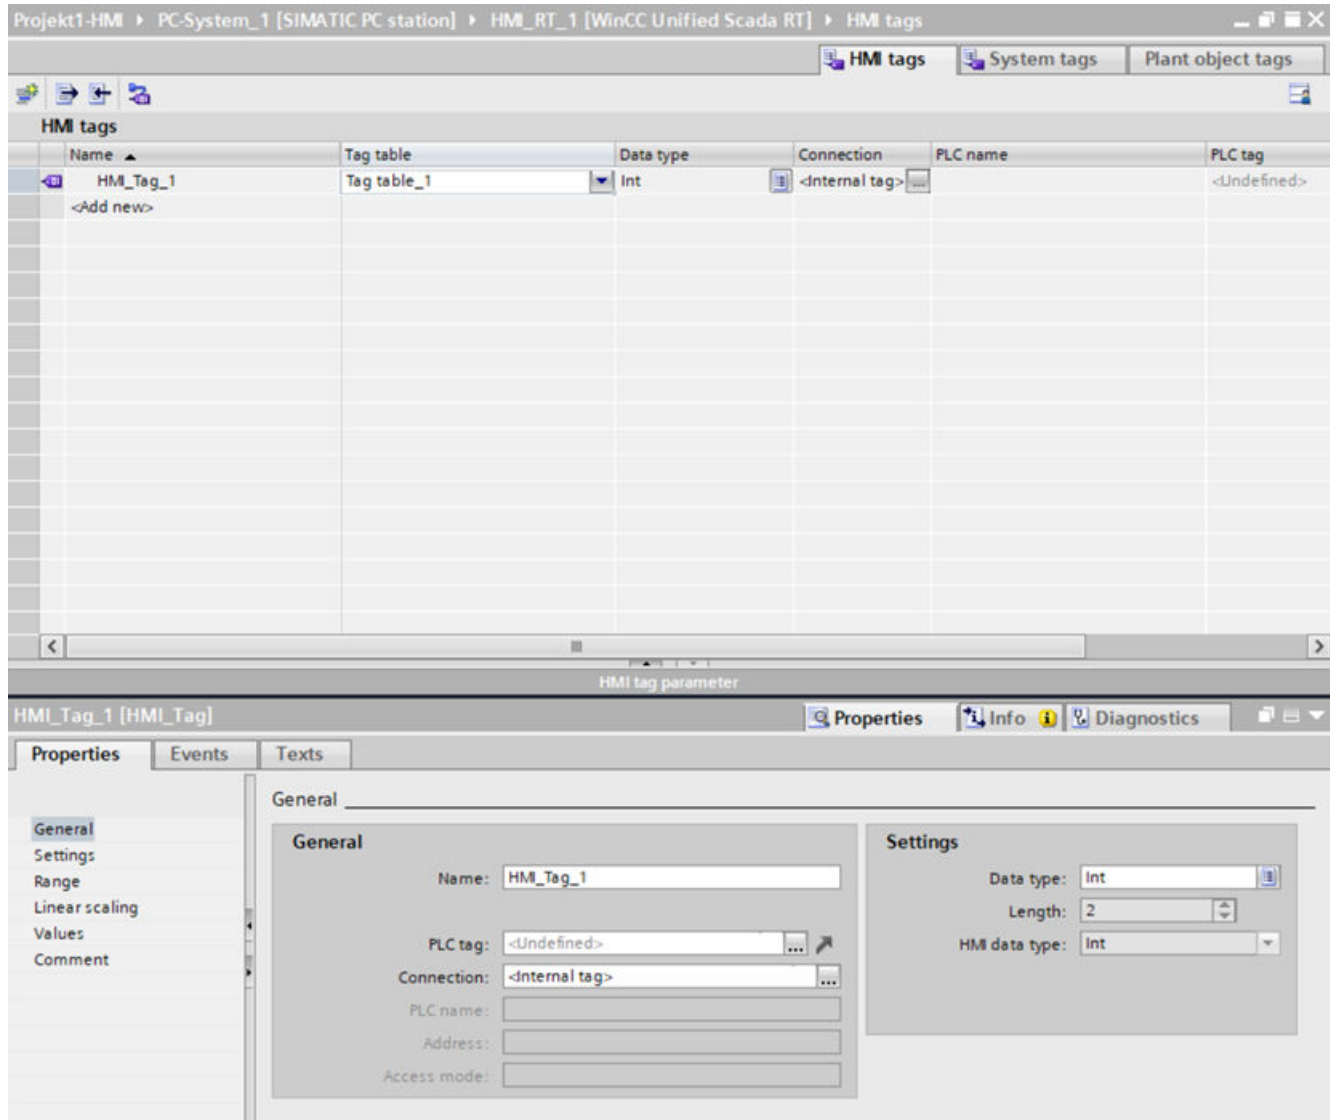 Projekt1-HMI ▸ PC-System_1 [SIMATIC PC station] ▸ HMI_RT_1 [WinCC Unified Scada RT] ▸ HMI tags
HMI tags System tags Plant object tags
HMI tags
Name Tag table Data type Connection PLC name PLC tag
HMI_Tag_1 Tag table_1 Int <Internal tag> ... <Undefined>
<Add new>
HMI tag parameter
HMI_Tag_1 [HMI_Tag] Properties Info Diagnostics
Properties Events Texts
General
General
Settings
Range
Linear scaling
Values
Comment
General
Name: HMI_Tag_1
PLC tag: <Undefined> ...
Connection: <Internal tag> ...
PLC name:
Address:
Access mode:
Settings
Data type: Int
Length: 2
HMI data type: Int